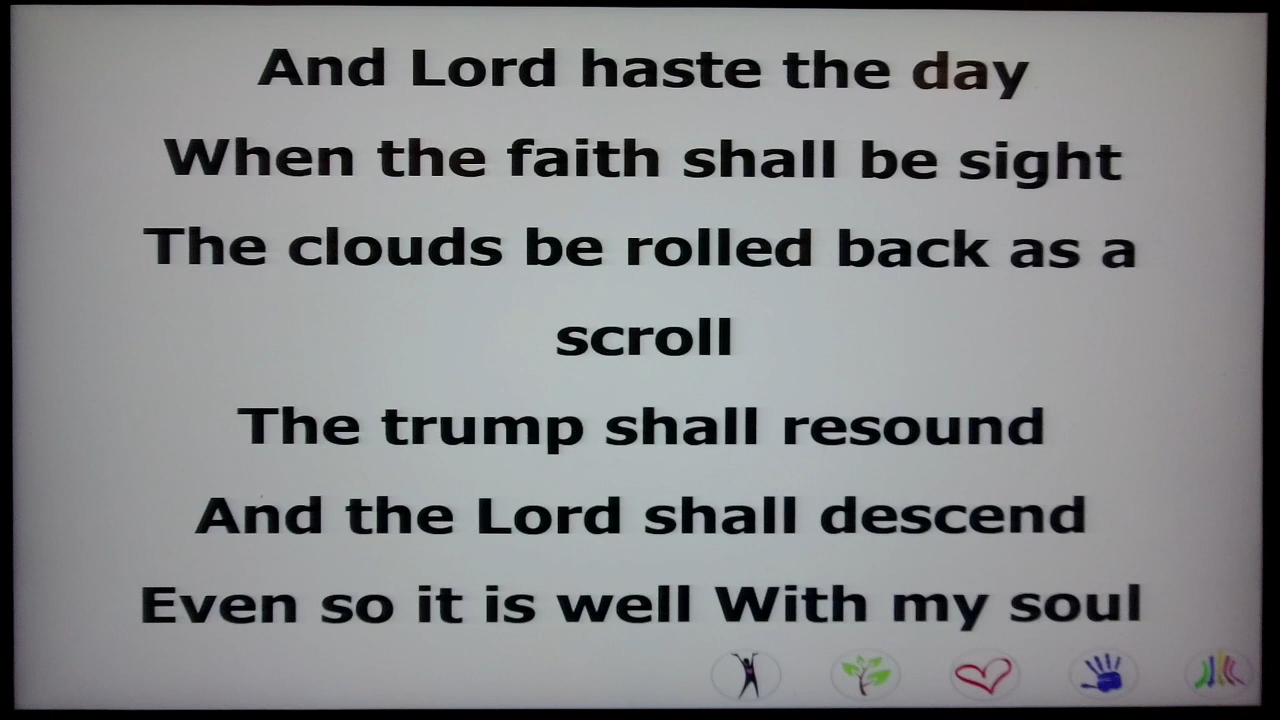 And Lord haste the day
When the faith shall be sight
The clouds be rolled back as a
scroll
The trump shall resound
And the Lord shall descend
Even so it is well With my soul